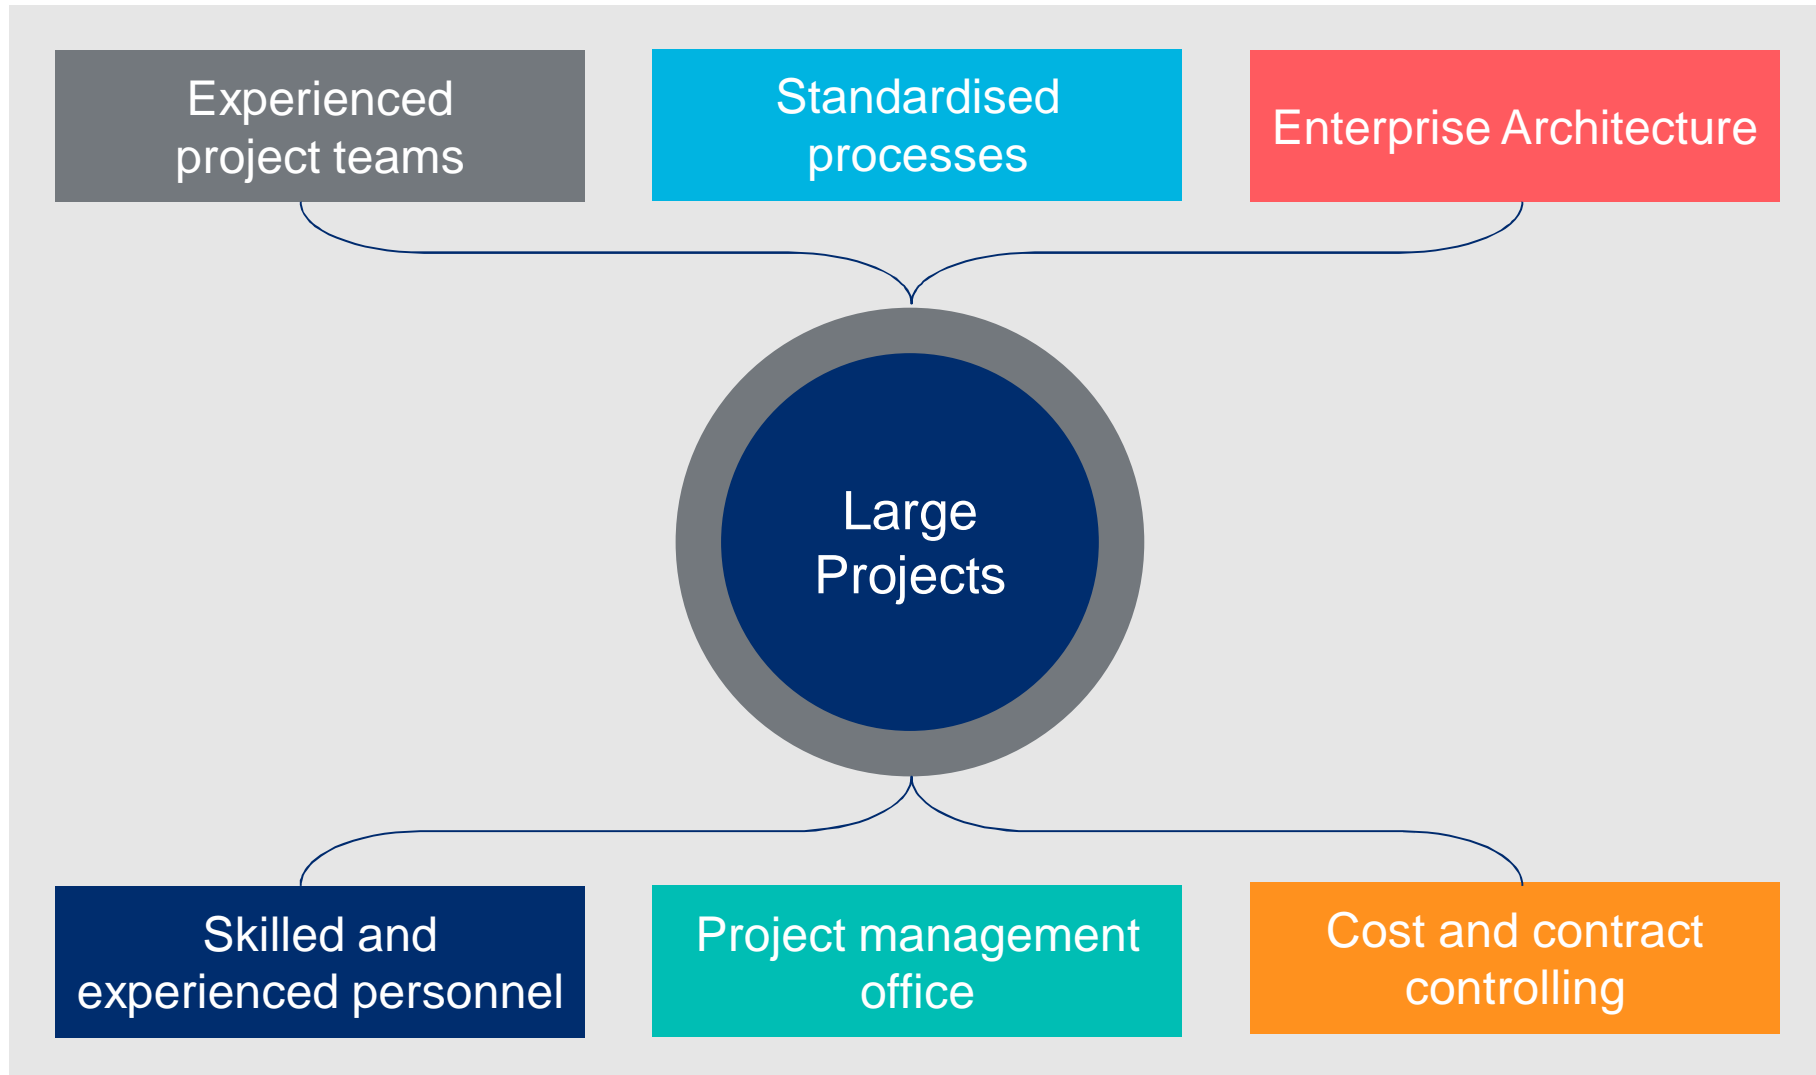 Experienced
project teams
Standardised
processes
Enterprise Architecture
Large
Projects
Skilled and
experienced personnel
Project management
office
Cost and contract
controlling